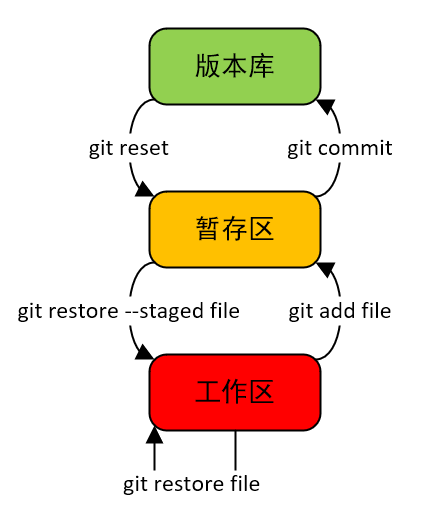 版本库
git reset
git commit
暂存区
git restore --staged file
git add file
工作区
git restore file